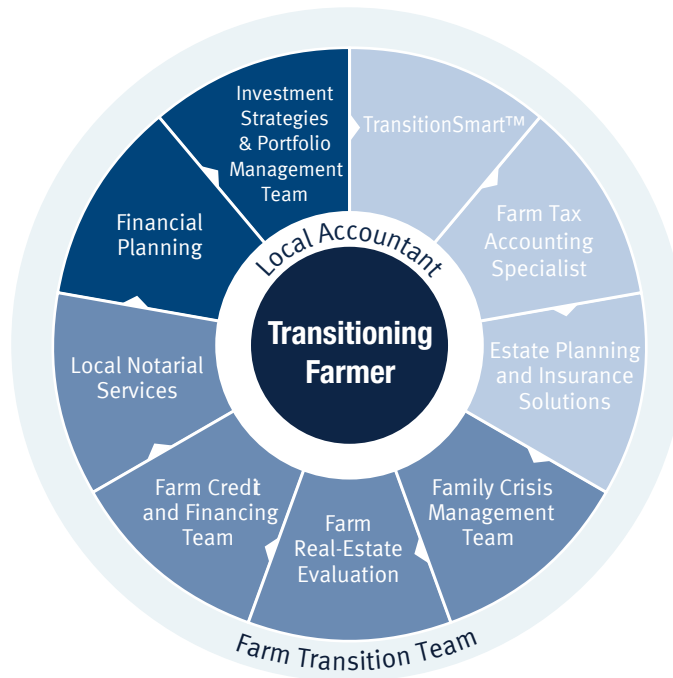 Investment
Strategies
& Portfolio
Management
Team
TransitionSmart™
Farm Tax
Accounting
Specialist
Estate Planning
and Insurance
Solutions
Family Crisis
Management
Team
Farm
Real-Estate
Evaluation
Farm Credit
and Financing
Team
Local Notarial
Services
Financial
Planning
Local Accountant
Transitioning
Farmer
Farm Transition Team